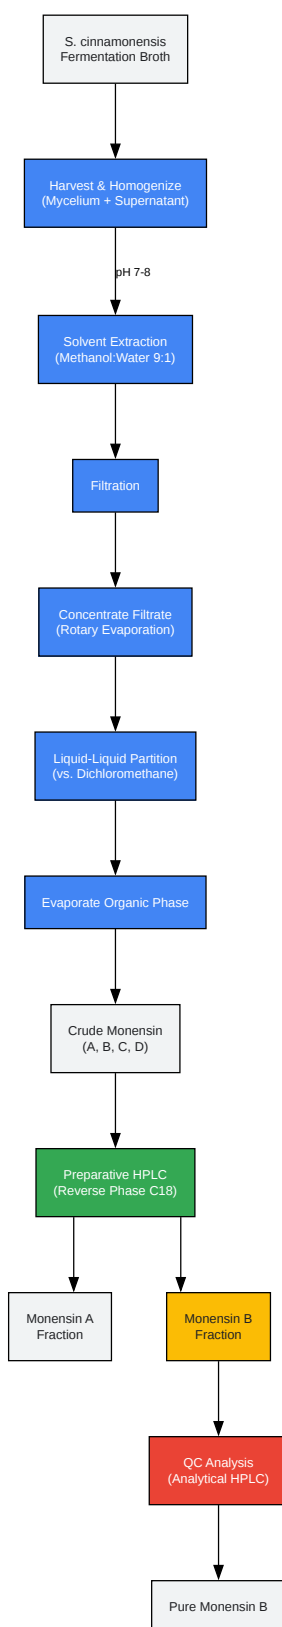 S. cinnamonensis
Fermentation Broth
Harvest & Homogenize
(Mycelium + Supernatant)
pH 7-8
Solvent Extraction
(Methanol:Water 9:1)
Filtration
Concentrate Filtrate
(Rotary Evaporation)
Liquid-Liquid Partition
(vs. Dichloromethane)
Evaporate Organic Phase
Crude Monensin
(A, B, C, D)
Preparative HPLC
(Reverse Phase C18)
Monensin A
Fraction
Monensin B
Fraction
QC Analysis
(Analytical HPLC)
Pure Monensin B